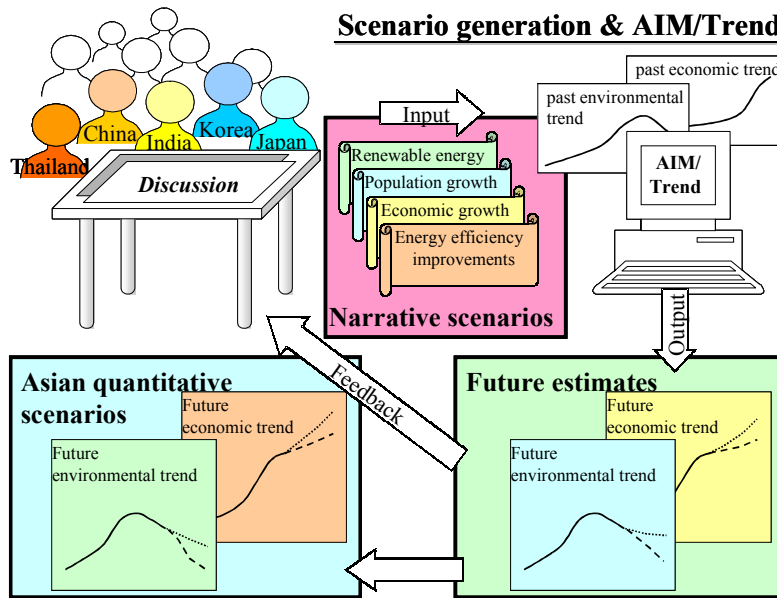 Scenario generation & AIM/Trend
China
India
Korea
Japan
Thailand
Discussion
Input
Renewable energy
Population growth
Economic growth
Energy efficiency
improvements
Narrative scenarios
past economic trend
past environmental
trend
AIM/
Trend
Output
Feedback
Asian quantitative
scenarios
Future
economic trend
Future
environmental trend
Future estimates
Future
economic trend
Future
environmental trend